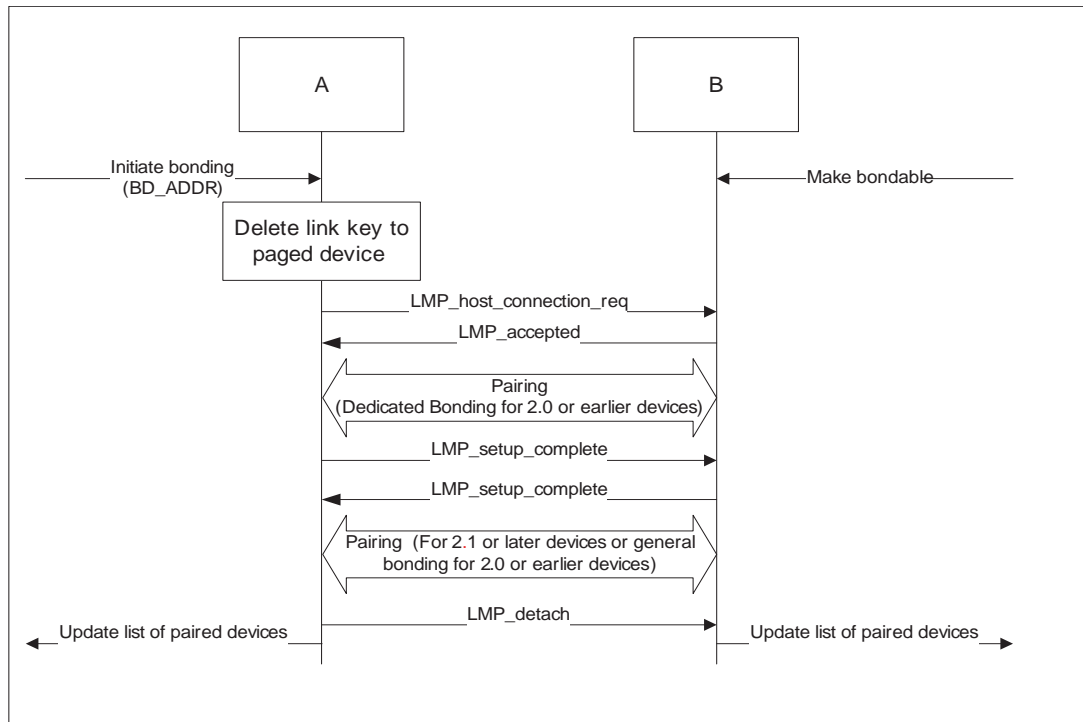 A
B
Initiate bonding
(BD_ADDR)
Make bondable
Delete link key to
paged device
LMP_host_connection_req
LMP_accepted
Pairing
(Dedicated Bonding for 2.0 or earlier devices)
LMP_setup_complete
LMP_setup_complete
Pairing (For 2.1 or later devices or general
bonding for 2.0 or earlier devices)
LMP_detach
Update list of paired devices
Update list of paired devices